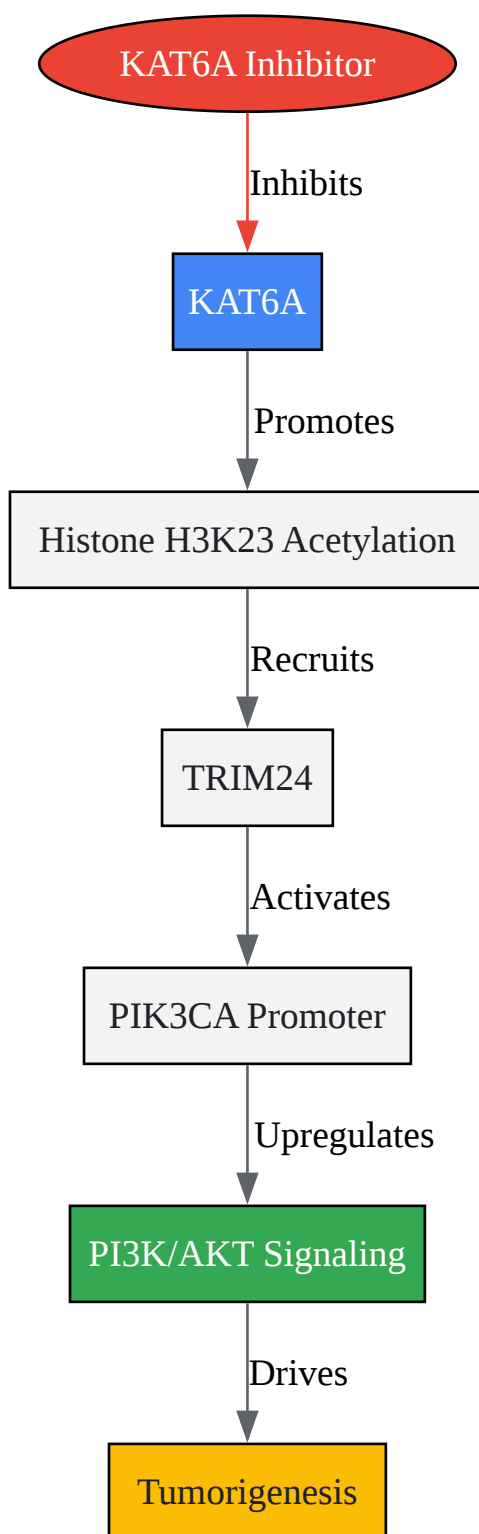 KAT6A Inhibitor
Inhibits
KAT6A
Promotes
Histone H3K23 Acetylation
Recruits
TRIM24
Activates
PIK3CA Promoter
Upregulates
PI3K/AKT Signaling
Drives
Tumorigenesis